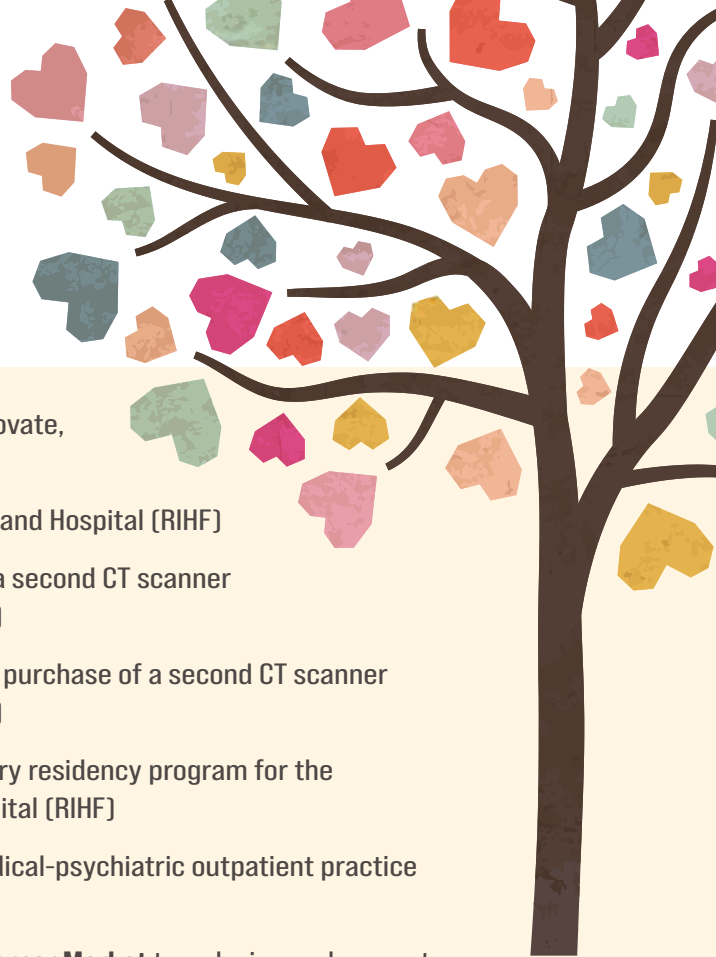 ovate,
and Hospital (RIHF)
a second CT scanner
)
purchase of a second CT scanner
)
ry residency program for the
ital (RIHF)
lical-psychiatric outpatient practice
Market